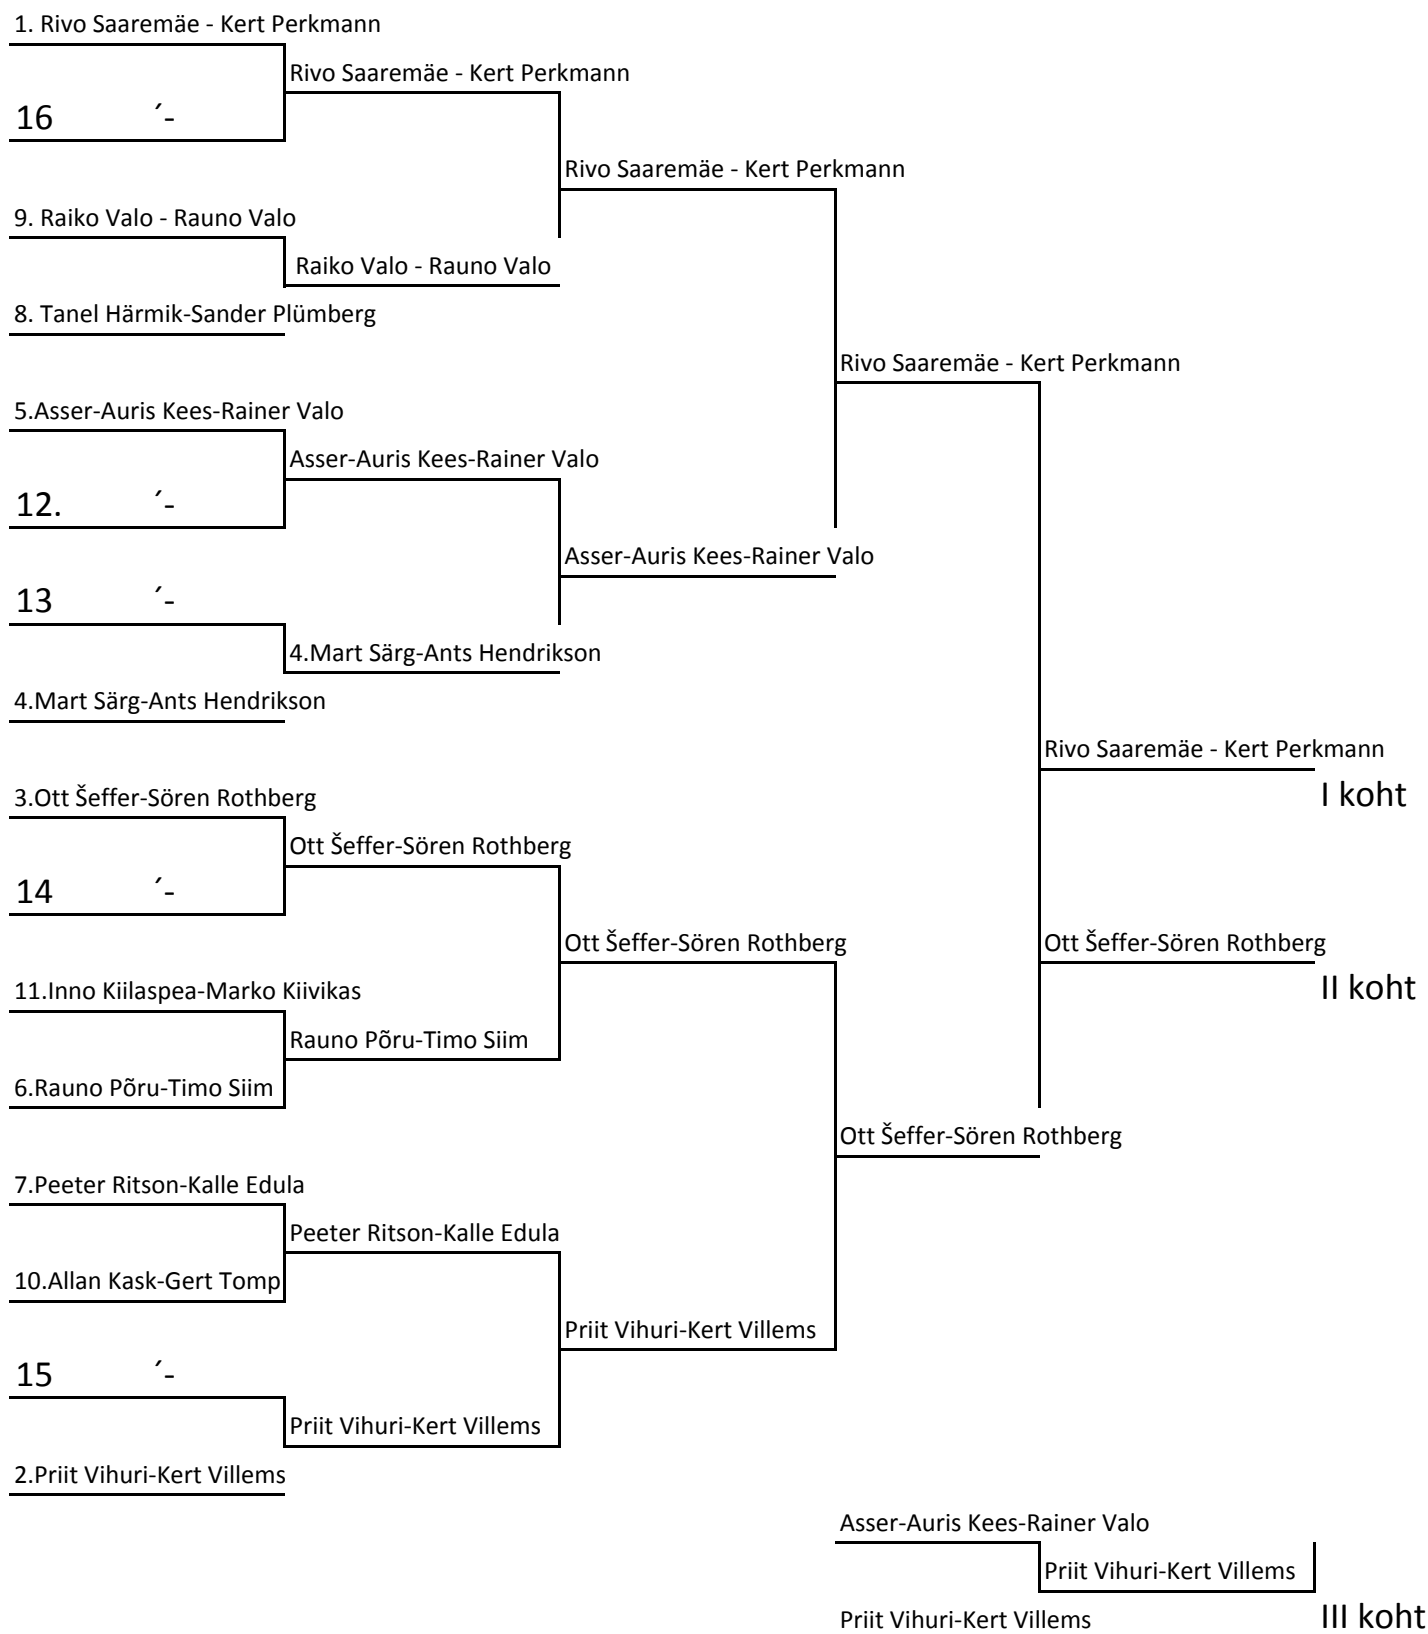 1. Rivo Saaremäe - Kert Perkmann
Rivo Saaremäe - Kert Perkmann
16 ´-
Rivo Saaremäe - Kert Perkmann
9. Raiko Valo - Rauno Valo
Raiko Valo - Rauno Valo
8. Tanel Härmik-Sander Plümberg
Rivo Saaremäe - Kert Perkmann
5.Asser-Auris Kees-Rainer Valo
Asser-Auris Kees-Rainer Valo
12. ´-
Asser-Auris Kees-Rainer Valo
13 ´-
4.Mart Särg-Ants Hendrikson
4.Mart Särg-Ants Hendrikson
Rivo Saaremäe - Kert Perkmann
3.Ott Šeffer-Sören Rothberg
I koht
Ott Šeffer-Sören Rothberg
14 ´-
Ott Šeffer-Sören Rothberg
Ott Šeffer-Sören Rothberg
11.Inno Kiilaspea-Marko Kiivikas
II koht
Rauno Põru-Timo Siim
6.Rauno Põru-Timo Siim
Ott Šeffer-Sören Rothberg
7.Peeter Ritson-Kalle Edula
Peeter Ritson-Kalle Edula
10.Allan Kask-Gert Tomp
Priit Vihuri-Kert Villems
15 ´-
Priit Vihuri-Kert Villems
2.Priit Vihuri-Kert Villems
Asser-Auris Kees-Rainer Valo
Priit Vihuri-Kert Villems
Priit Vihuri-Kert Villems
III koht